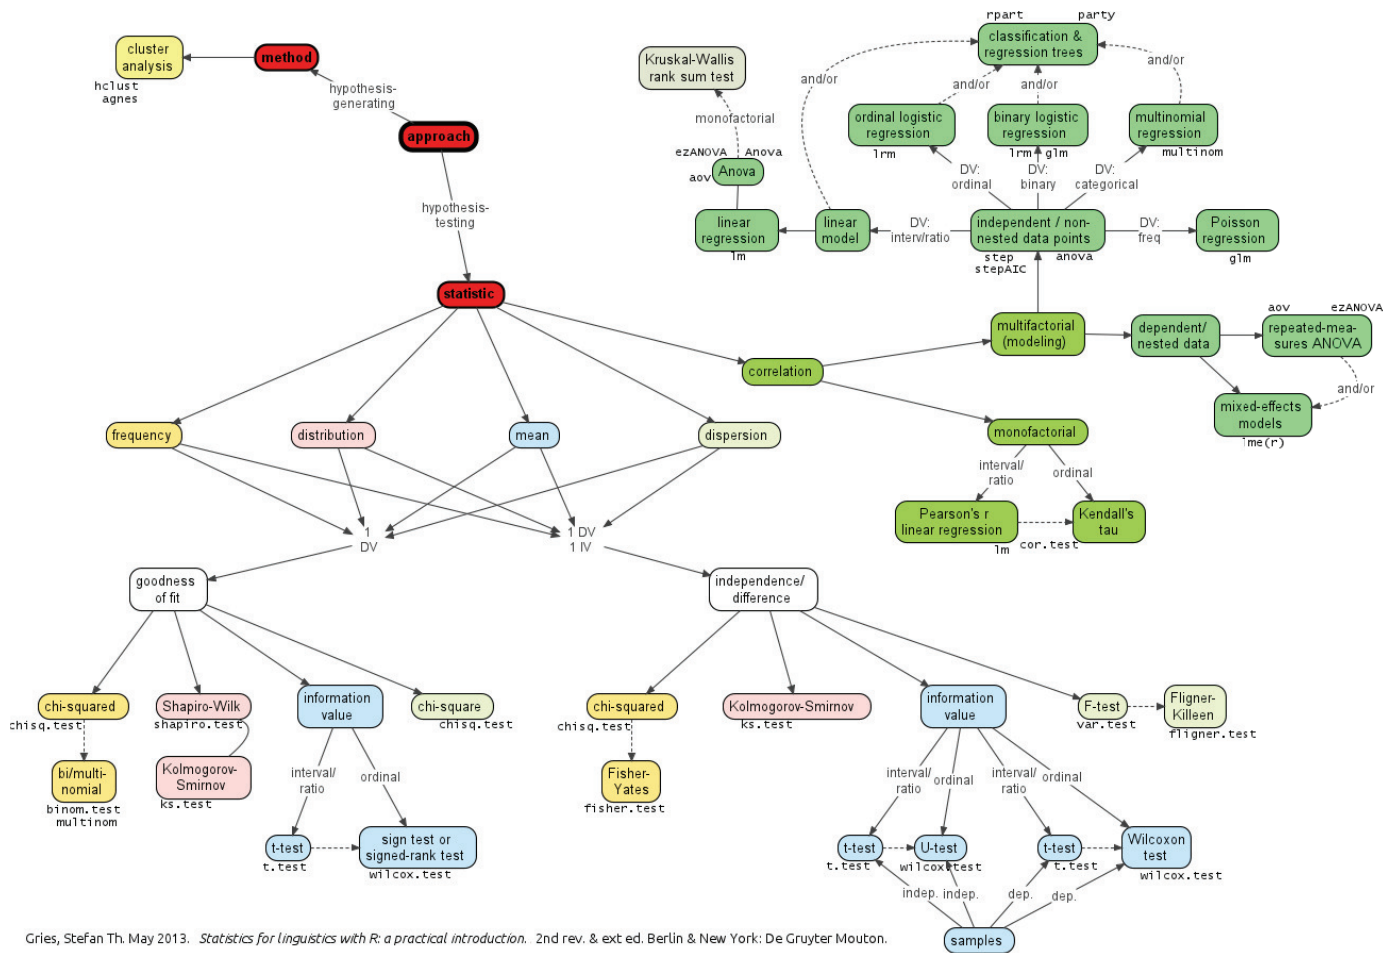 rpart
party
cluster
analysis
method
hclust
agnes
hypothesis-
generating
approach
Kruskal-Wallis
rank sum test
classification &
regression trees
and/or
and/or
and/or
and/or
monofactorial
ordinal logistic
regression
binary logistic
regression
multinomial
regression
lrm
lrm glm
multinom
ezANOVA
Anova
aov
Anova
DV:
ordinal
DV:
binary
DV:
categorical
hypothesis-
testing
linear
regression
lm
linear
model
DV:
interv/ratio
independent / non-
nested data points
step
stepAIC
anova
DV:
freq
Poisson
regression
glm
statistic
multifactorial
(modeling)
dependent/
nested data
aov
ezANOVA
repeated-mea-
sures ANOVA
and/or
correlation
mixed-effects
models
lme(r)
frequency
distribution
mean
dispersion
monofactorial
interval/
ratio
ordinal
Pearson's r
linear regression
lm
cor.test
Kendall's
tau
1
DV
1 DV
1 IV
goodness
of fit
independence/
difference
chi-squared
chisq.test
Shapiro-Wilk
shapiro.test
information
value
chi-square
chisq.test
bi/multi-
nomial
binom.test
multinom
Kolmogorov-
Smirnov
ks.test
interval/
ratio
ordinal
t-test
t.test
sign test or
signed-rank test
wilcox.test
chi-squared
chisq.test
Kolmogorov-Smirnov
ks.test
information
value
F-test
var.test
Fligner-
Killeen
fligner.test
Fisher-
Yates
fisher.test
interval/
ratio
ordinal
interval/
ratio
ordinal
t-test
t.test
U-test
wilcox.test
t-test
t.test
Wilcoxon
test
wilcox.test
indep.
indep.
dep.
dep.
samples
Gries, Stefan Th. May 2013. Statistics for linguistics with R: a practical introduction. 2nd rev. & ext ed. Berlin & New York: De Gruyter Mouton.